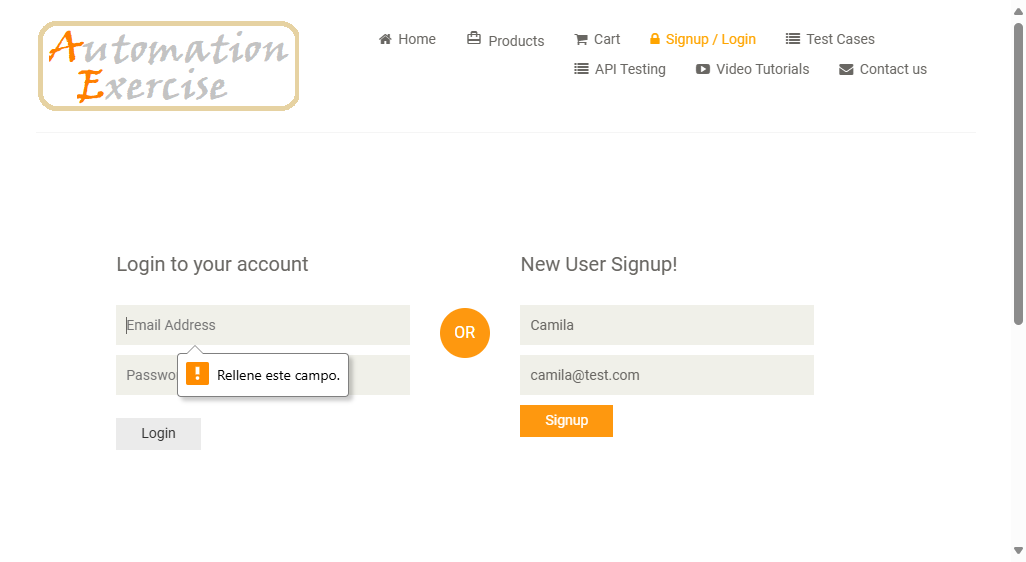 Automation
Exercise
Home Products Cart Signup / Login Test Cases
API Testing Video Tutorials Contact us
Login to your account
Email Address
Rellene este campo.
Login
OR
New User Signup!
Camila
camila@test.com
Signup